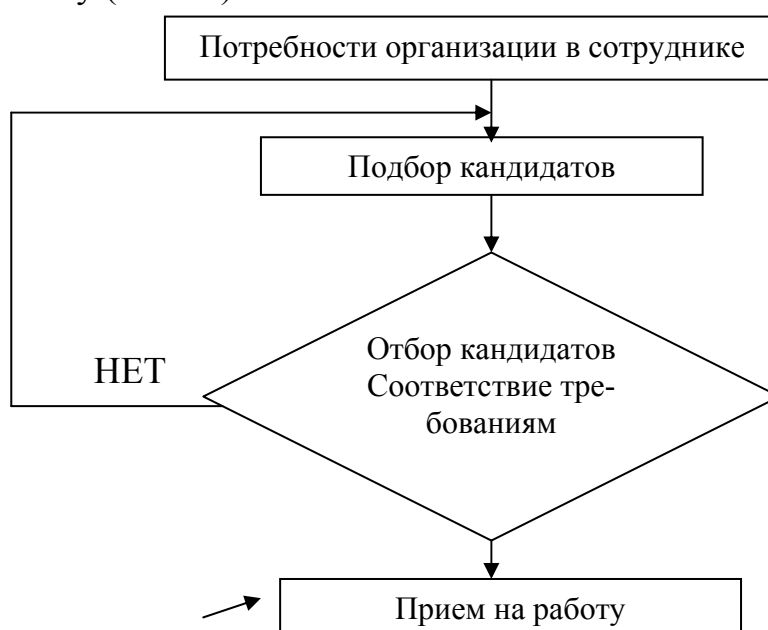 Потребности организации в сотруднике
Подбор кандидатов
НЕТ
Отбор кандидатов
Соответствие тре-
бованиям
Прием на работу